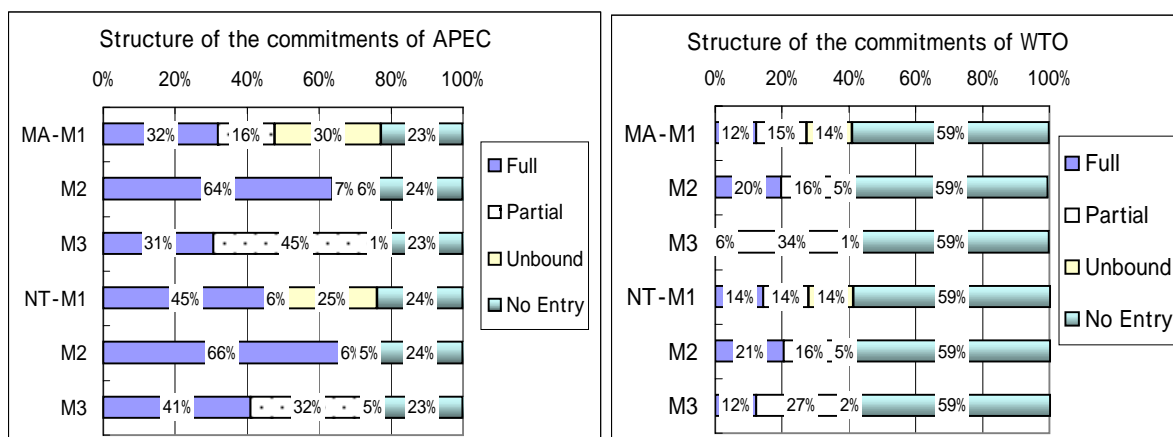 Structure of the commitments of APEC
0% 20% 40% 60% 80% 100%
MA-M1 32% 16% 30% 23%
M2 64% 7% 6% 24%
M3 31% 45% 1% 23%
NT-M1 45% 6% 25% 24%
M2 66% 6% 5% 24%
M3 41% 32% 5% 23%
Full
Partial
Unbound
No Entry
Structure of the commitments of WTO
0% 20% 40% 60% 80% 100%
MA-M1 12% 15% 14% 59%
M2 20% 16% 5% 59%
M3 6% 34% 1% 59%
NT-M1 14% 14% 14% 59%
M2 21% 16% 5% 59%
M3 12% 27% 2% 59%
Full
Partial
Unbound
No Entry